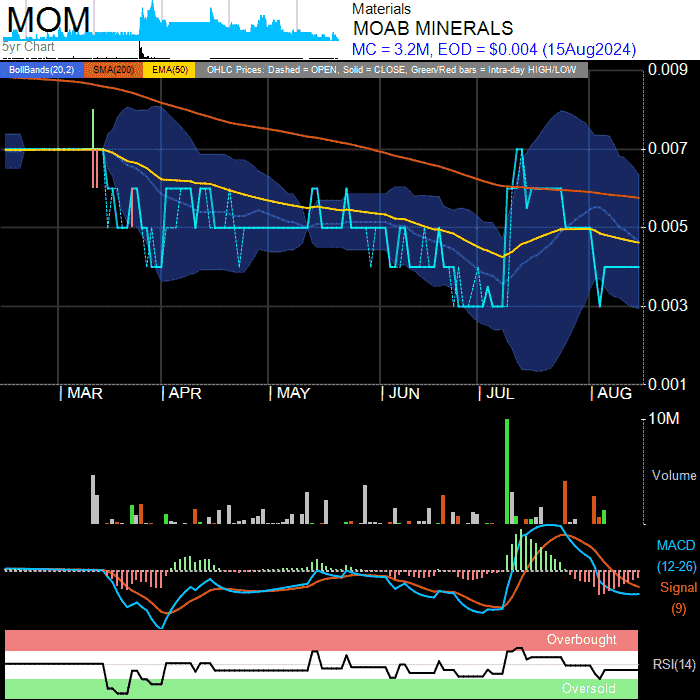 MOM
5yr Chart
Materials
MOAB MINERALS
MC = 3.2M, EOD = $0.004 (15Aug2024)
BollBands(20,2) SMA(200) EMA(50) OHLC Prices: Dashed = OPEN, Solid = CLOSE, Green/Red bars = Intra-day HIGH/LOW
0.009
0.007
0.005
0.003
0.001
MAR APR MAY JUN JUL AUG
10M
Volume
MACD
(12-26)
Signal
(9)
Overbought
RSI(14)
Oversold